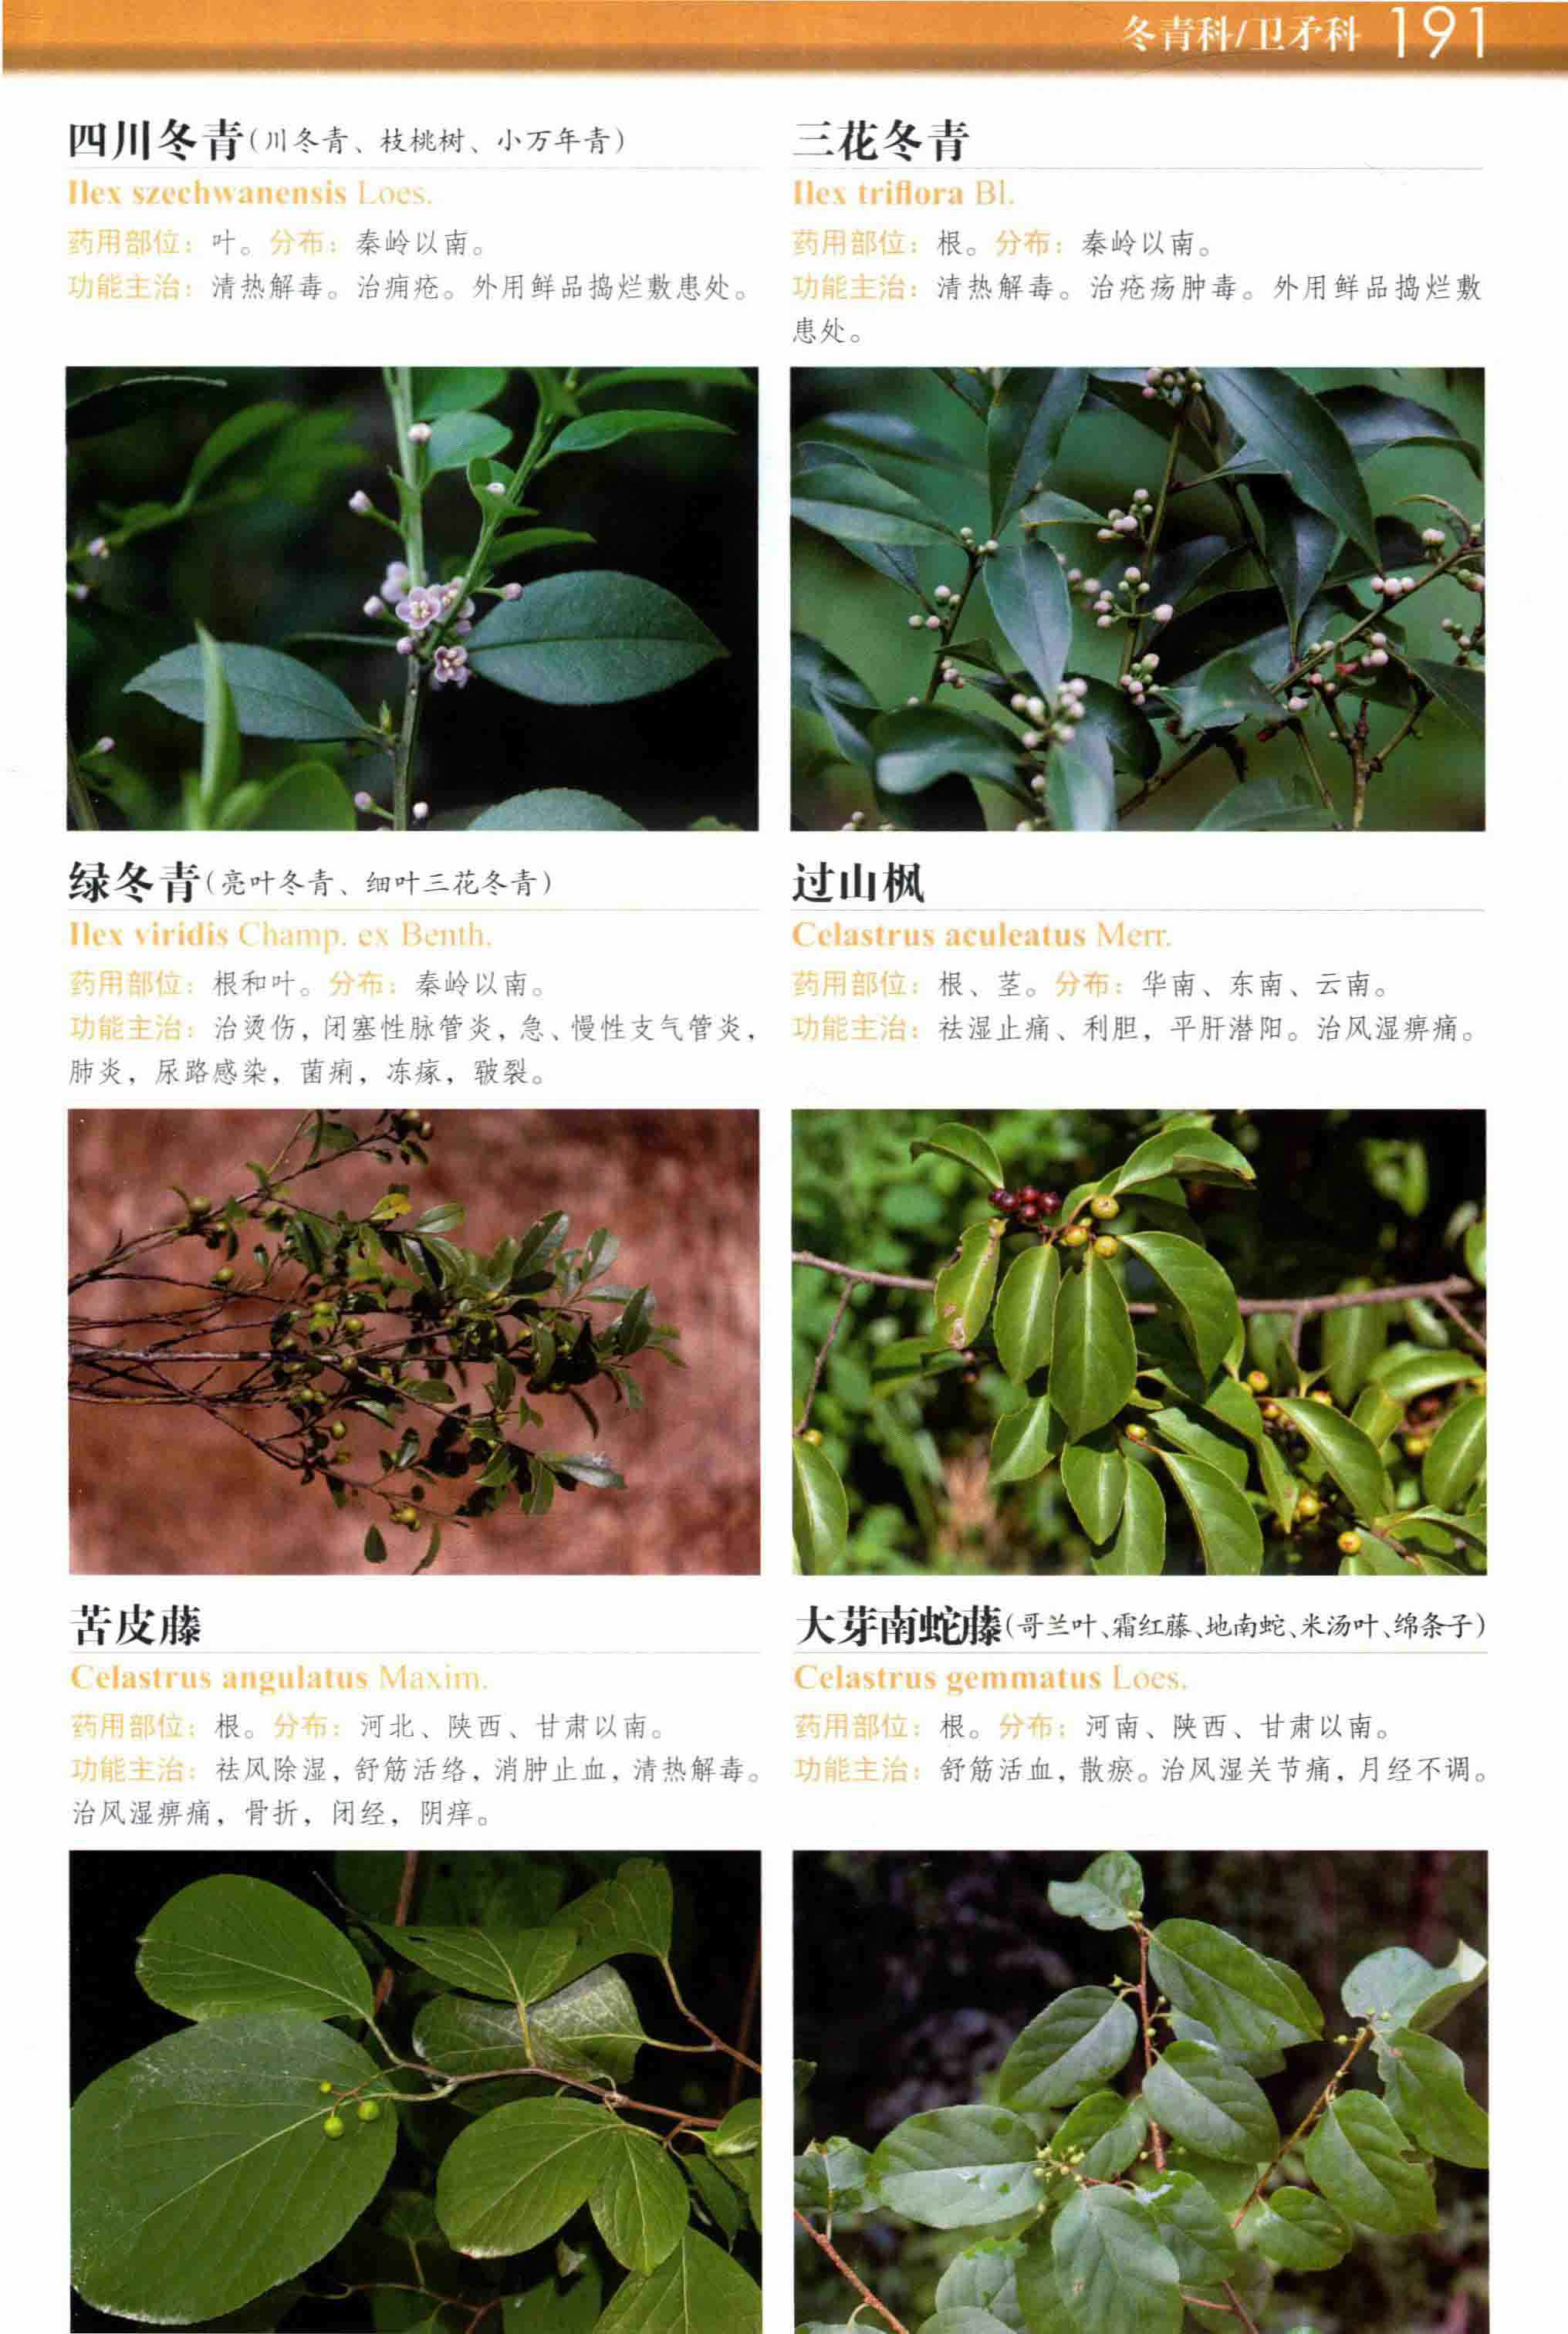 冬青科/卫矛科 191
四川冬青(川冬青、枝桃树、小万年青)
Ilex szechwanensis Loes.
药用部位：叶。分布：秦岭以南。
功能主治：清热解毒。治痈疮。外用鲜品捣烂敷患处。
三花冬青
Ilex triflora Bl.
药用部位：根。分布：秦岭以南。
功能主治：清热解毒。治疮疡肿毒。外用鲜品捣烂敷
患处。
绿冬青(亮叶冬青、细叶三花冬青)
Ilex viridis Champ. ex Benth.
药用部位：根和叶。分布：秦岭以南。
功能主治：治烫伤，闭塞性脉管炎，急、慢性支气管炎，
肺炎，尿路感染，菌痢，冻瘃，皲裂。
过山枫
Celastrus aculeatus Merr.
药用部位：根、茎。分布：华南、东南、云南。
功能主治：祛湿止痛、利胆，平肝潜阳。治风湿痹痛。
苦皮藤
Celastrus angulatus Maxim.
药用部位：根。分布：河北、陕西、甘肃以南。
功能主治：祛风除湿，舒筋活络，消肿止血，清热解毒。
治风湿痹痛，骨折，闭经，阴痒。
大芽南蛇藤(哥兰叶、霜红藤、地南蛇、米汤叶、绵条子)
Celastrus gemmatus Loes.
药用部位：根。分布：河南、陕西、甘肃以南。
功能主治：舒筋活血，散瘀。治风湿关节痛，月经不调。